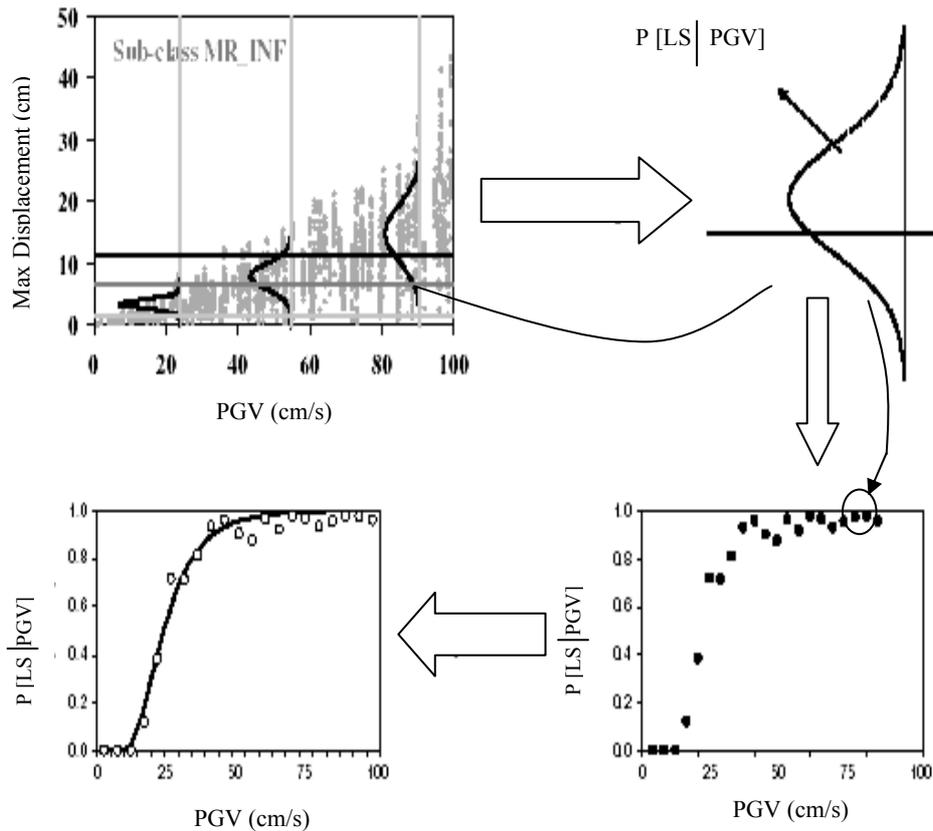 50
Sub-class MR_INF
40
30
20
10
0
0 20 40 60 80 100
Max Displacement (cm)
PGV (cm/s)
P [LS | PGV]
1.0
0.8
0.6
0.4
0.2
0.0
0 25 50 75 100
P [LS | PGV]
PGV (cm/s)
1.0
0.8
0.6
0.4
0.2
0.0
0 25 50 75 100
P [LS | PGV]
PGV (cm/s)